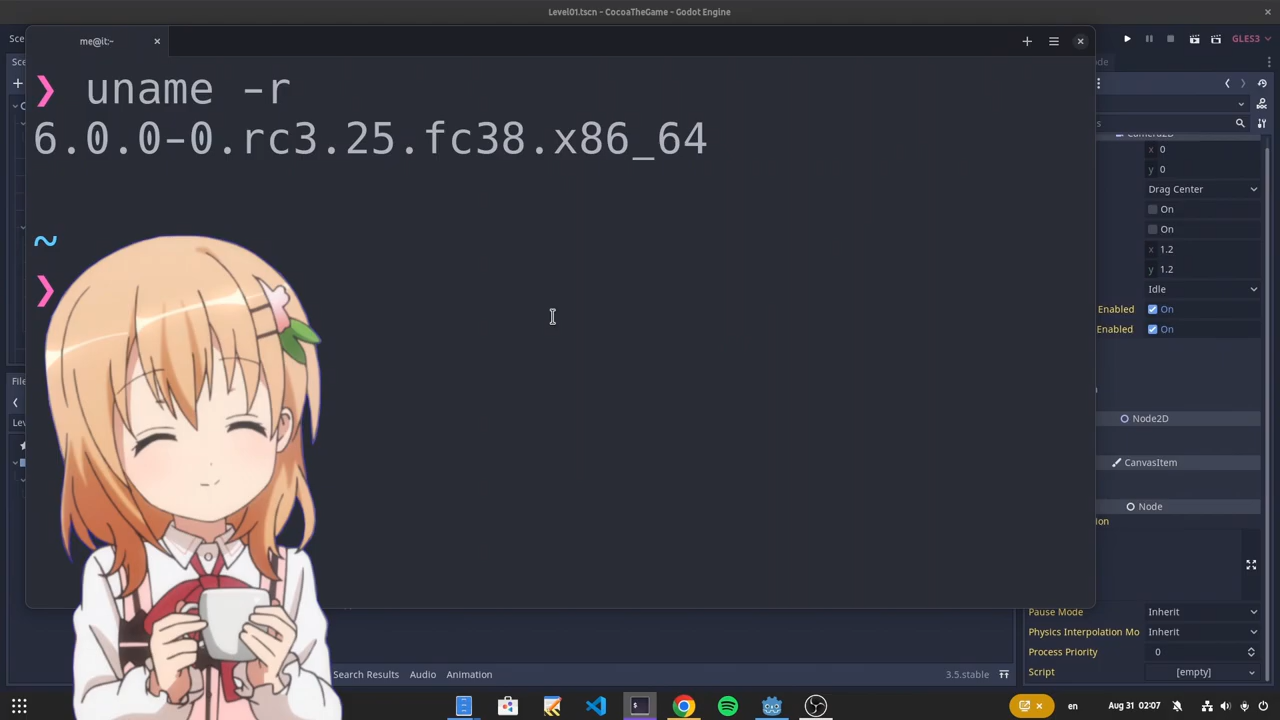 Level01.tscn - CocoaTheGame - Godot Engine
me@it:~
GLES3
❯ uname -r
6.0.0-0.rc3.25.fc38.x86_64
~
❯
x 0
y 0
Drag Center
On
On
x 1.2
y 1.2
Idle
Enabled On
Enabled On
Node2D
CanvasItem
Node
Pause Mode Inherit
Physics Interpolation Mo Inherit
Process Priority 0
Script [empty]
Search Results Audio Animation 3.5.stable
en Aug 31 02:07